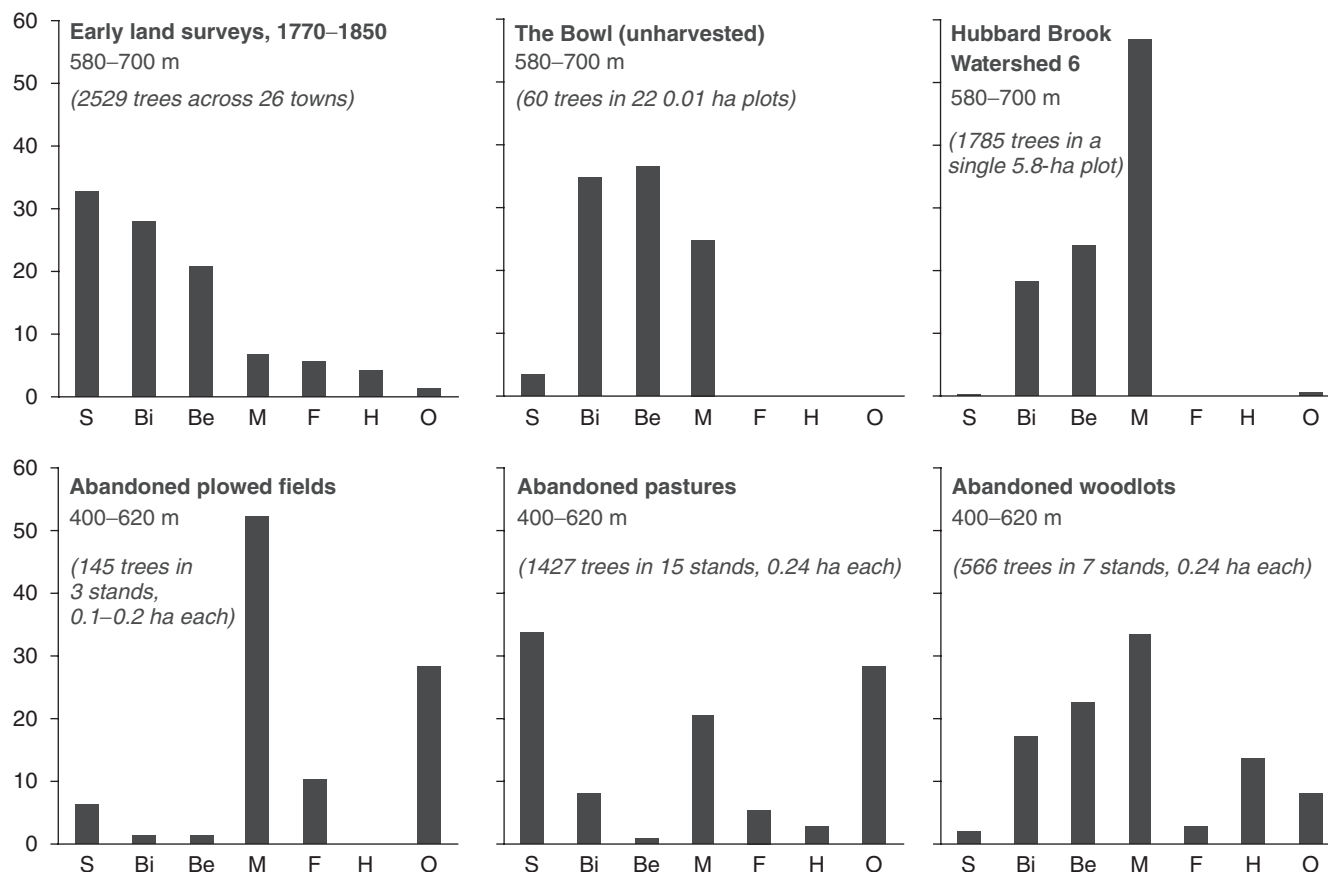 Early land surveys, 1770–1850
580–700 m
(2529 trees across 26 towns)
60
50
40
30
20
10
0
S Bi Be M F H O
The Bowl (unharvested)
580–700 m
(60 trees in 22 0.01 ha plots)
S Bi Be M F H O
Hubbard Brook
Watershed 6
580–700 m
(1785 trees in a
single 5.8-ha plot)
S Bi Be M F H O
Abandoned plowed fields
400–620 m
(145 trees in
3 stands,
0.1–0.2 ha each)
60
50
40
30
20
10
0
S Bi Be M F H O
Abandoned pastures
400–620 m
(1427 trees in 15 stands, 0.24 ha each)
S Bi Be M F H O
Abandoned woodlots
400–620 m
(566 trees in 7 stands, 0.24 ha each)
S Bi Be M F H O